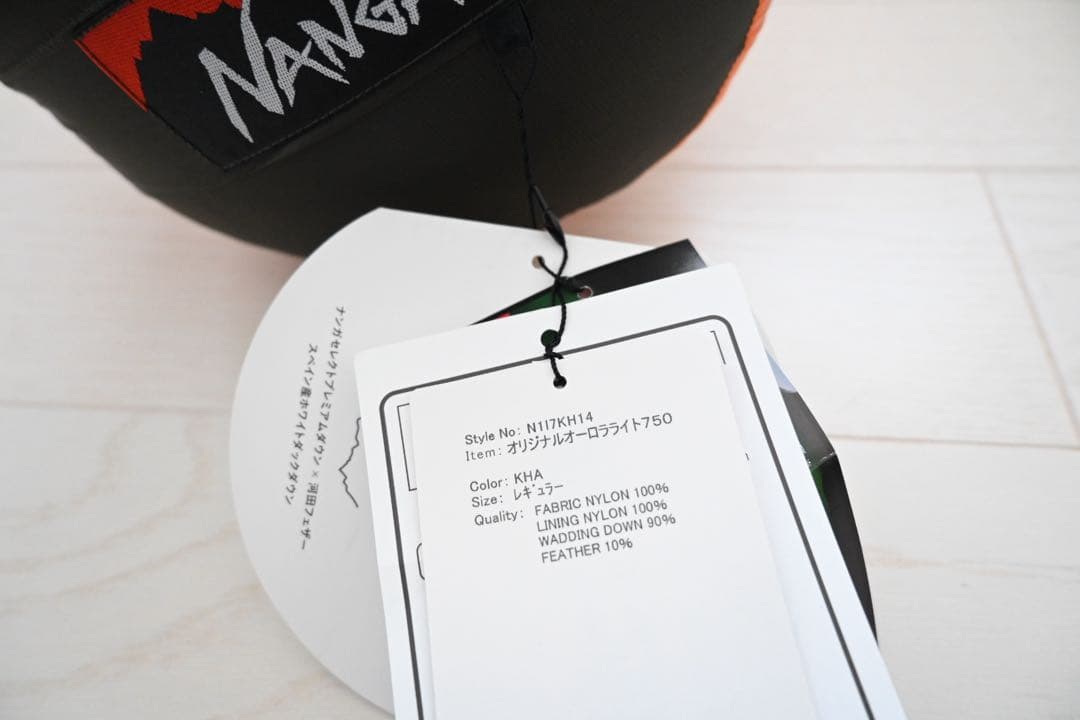 NANGA
ナンガセレクトプレミアムダウン×河田フェザー
スペイン産ホワイトダックダウン
Style No: N1I7KH14
Item: オリジナルオーロラライト750
Color: KHA
Size: レギュラー
Quality: FABRIC NYLON 100%
LINING NYLON 100%
WADDING DOWN 90%
FEATHER 10%